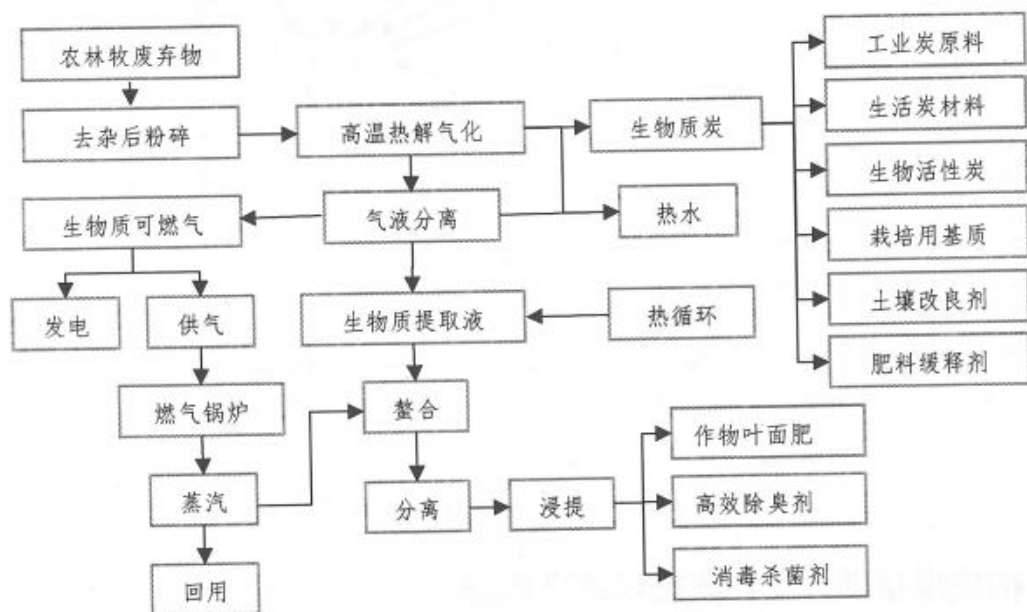 农林牧废弃物
去杂后粉碎
高温热解气化
生物质炭
工业炭原料
生活炭材料
生物活性炭
栽培用基质
土壤改良剂
肥料缓释剂
生物质可燃气
气液分离
热水
发电
供气
生物质提取液
热循环
燃气锅炉
螯合
蒸汽
分离
浸提
作物叶面肥
高效除臭剂
消毒杀菌剂
回用